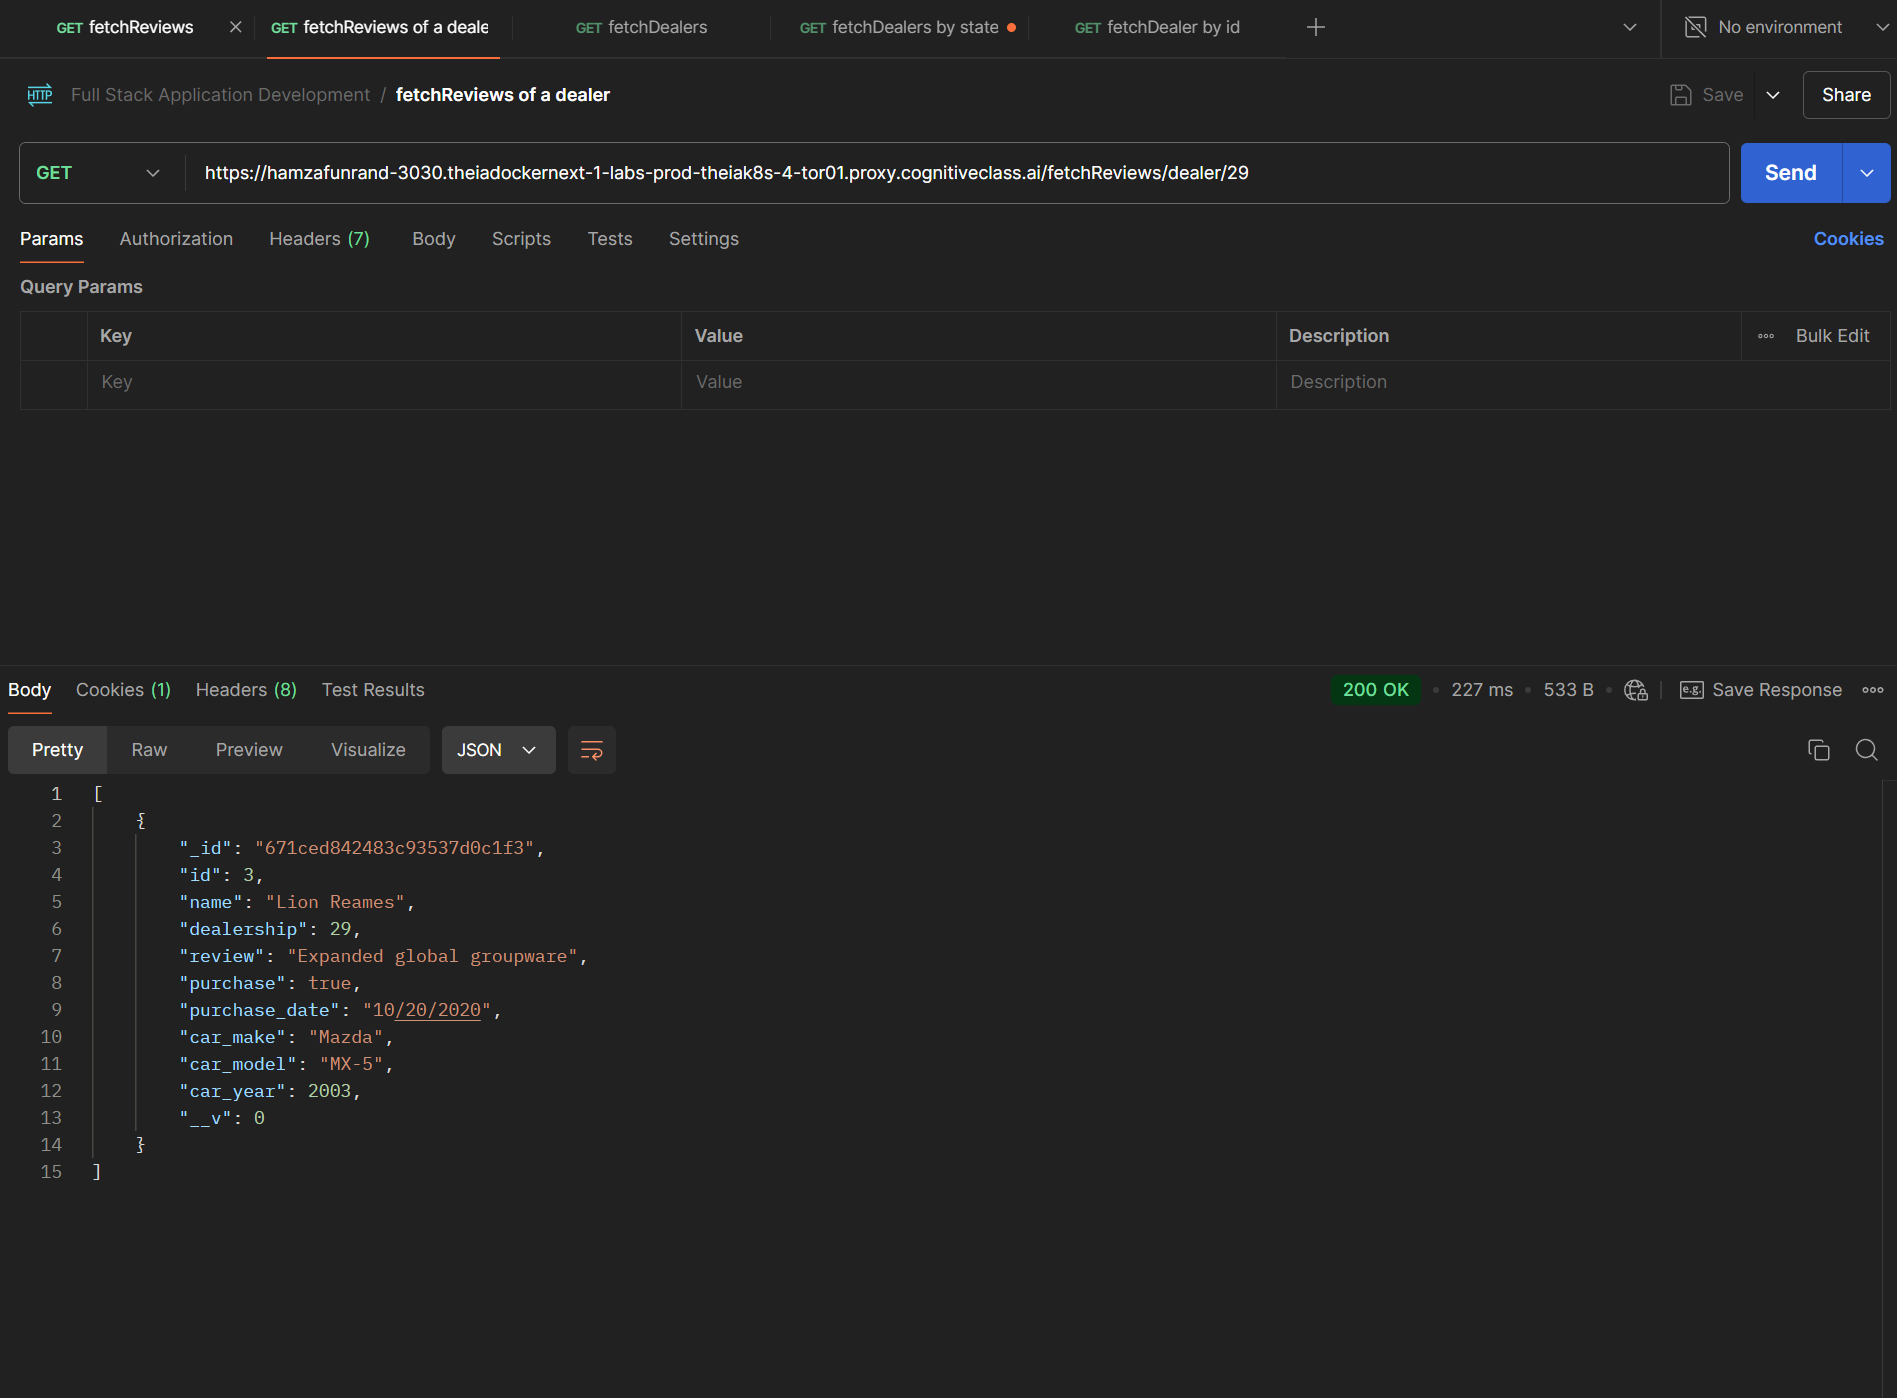 GET fetchReviews GET fetchReviews of a deale GET fetchDealers GET fetchDealers by state GET fetchDealer by id No environment
HTTP Full Stack Application Development / fetchReviews of a dealer Save Share
GET https://hamzafunrand-3030.theiadockernext-1-labs-prod-theiak8s-4-tor01.proxy.cognitiveclass.ai/fetchReviews/dealer/29 Send
Params Authorization Headers (7) Body Scripts Tests Settings Cookies
Query Params
Key Value Description Bulk Edit
Key Value Description
Body Cookies (1) Headers (8) Test Results 200 OK 227 ms 533 B e.g. Save Response
Pretty Raw Preview Visualize JSON
1 [
2 {
3 "_id": "671ced842483c93537d0c1f3",
4 "id": 3,
5 "name": "Lion Reames",
6 "dealership": 29,
7 "review": "Expanded global groupware",
8 "purchase": true,
9 "purchase_date": "10/20/2020",
10 "car_make": "Mazda",
11 "car_model": "MX-5",
12 "car_year": 2003,
13 "__v": 0
14 }
15 ]